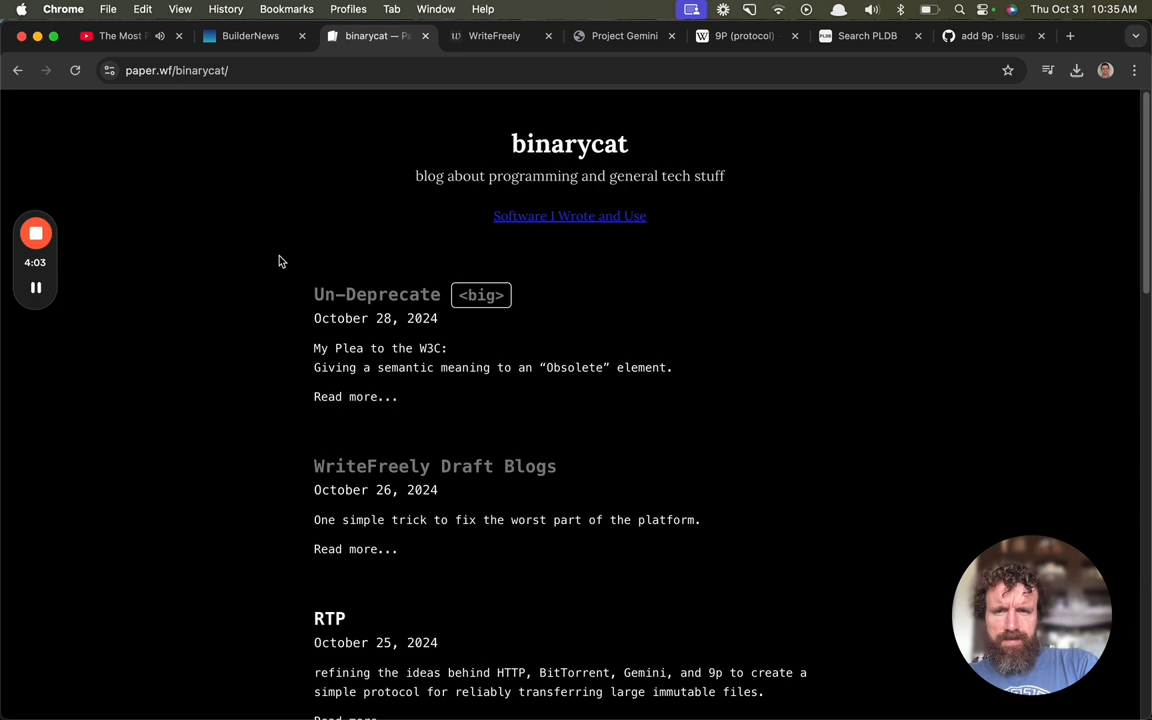 Chrome File Edit View History Bookmarks Profiles Tab Window Help Thu Oct 31 10:35 AM
The Most BuilderNews binarycat — Pa WriteFreely Project Gemini 9P (protocol) Search PLDB add 9p · Issue
paper.wf/binarycat/
binarycat
blog about programming and general tech stuff
Software I Wrote and Use
4:03
Un-Deprecate <big>
October 28, 2024
My Plea to the W3C:
Giving a semantic meaning to an “Obsolete” element.
Read more...
WriteFreely Draft Blogs
October 26, 2024
One simple trick to fix the worst part of the platform.
Read more...
RTP
October 25, 2024
refining the ideas behind HTTP, BitTorrent, Gemini, and 9p to create a
simple protocol for reliably transferring large immutable files.
Read more